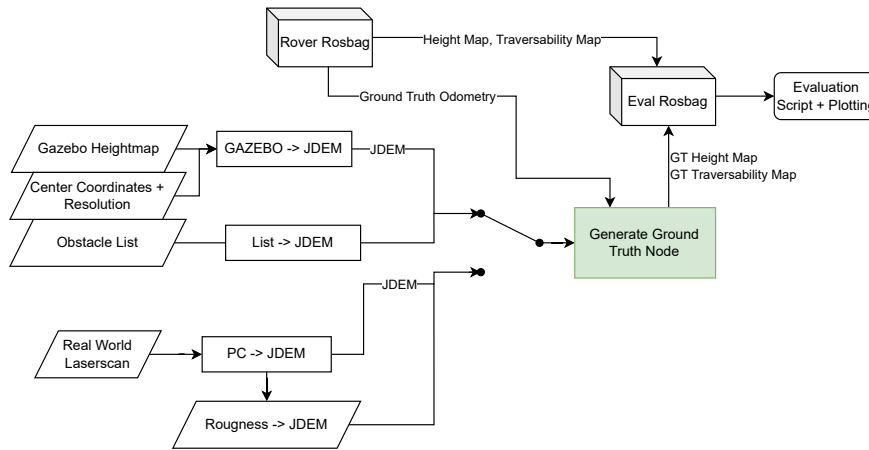 Rover Rosbag
Height Map, Traversability Map
Eval Rosbag
Evaluation
Script + Plotting
Ground Truth Odometry
Gazebo Heightmap
GAZEBO -> JDEM
JDEM
GT Height Map
GT Traversability Map
Center Coordinates +
Resolution
Obstacle List
List -> JDEM
Generate Ground
Truth Node
JDEM
Real World
Laserscan
PC -> JDEM
Rougness -> JDEM